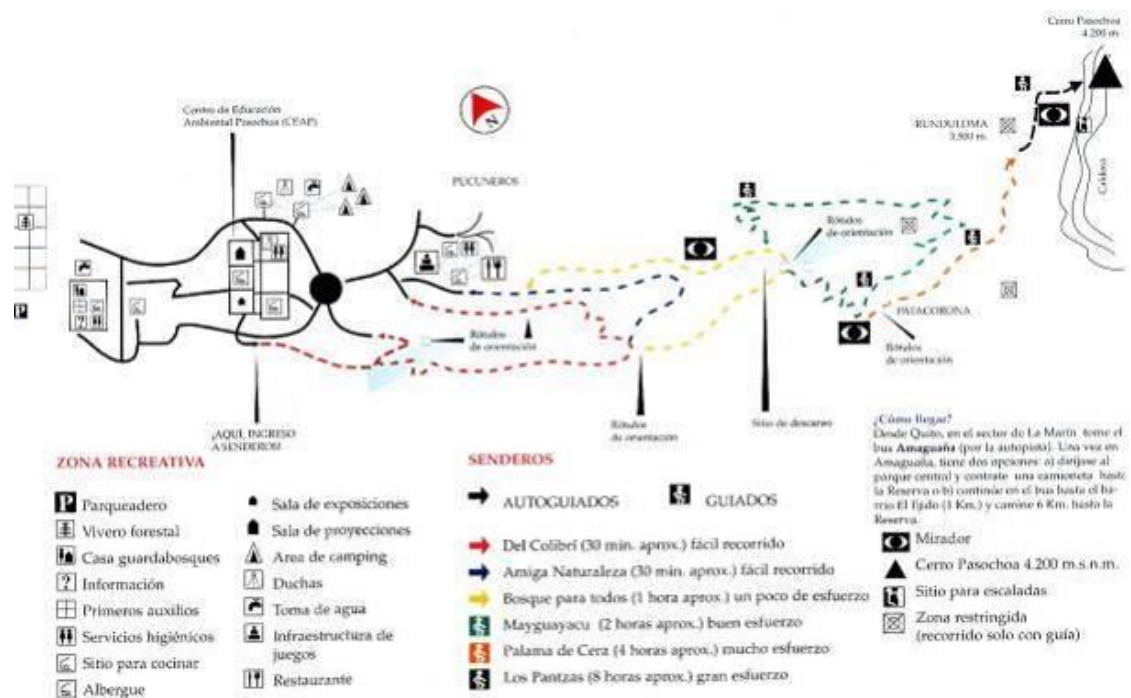 Cerro Pasochoa
4.200 m.
Centro de Educación
Ambiental Pasochoa (CEAP)
N
RUNDULOMA
3.500 m.
PUCUNEROS
Caldera
Rótulos
de orientación
PATACORONA
Rótulos
de orientación
Rótulos
de orientación
¡AQUI, INGRESO
A SENDEROS!
Rótulos
de orientación
Sitio de descanso
¿Cómo llegar?
Desde Quito, en el sector de La Marín tome el
bus Amaguaña (por la autopista). Una vez en
Amaguaña, tiene dos opciones: a) diríjase al
parque central y contrate una camioneta hasta
la Reserva o b) continúe en el bus hasta el ba-
rrio El Ejido (1 Km.) y camine 6 Km. hasta la
Reserva.
Mirador
Cerro Pasochoa 4.200 m.s.n.m.
Sitio para escaladas
Zona restringida
(recorrido solo con guía)
ZONA RECREATIVA
P Parqueadero
Vivero forestal
Casa guardabosques
? Información
Primeros auxilios
Servicios higiénicos
Sitio para cocinar
Albergue
Sala de exposiciones
Sala de proyecciones
Area de camping
Duchas
Toma de agua
Infraestructura de
juegos
Restaurante
SENDEROS
AUTOGUIADOS
GUIADOS
Del Colibrí (30 min. aprox.) fácil recorrido
Amiga Naturaleza (30 min. aprox.) fácil recorrido
Bosque para todos (1 hora aprox.) un poco de esfuerzo
Mayguayacu (2 horas aprox.) buen esfuerzo
Palama de Cera (4 horas aprox.) mucho esfuerzo
Los Pantzas (8 horas aprox.) gran esfuerzo